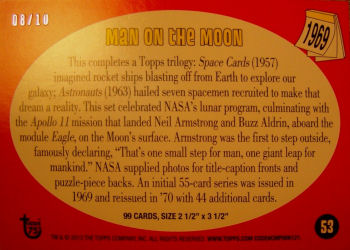 08/10
MAN ON THE MOON
1969
This completes a Topps trilogy: Space Cards (1957)
imagined rocket ships blasting off from Earth to explore our
galaxy; Astronauts (1963) hailed seven spacemen recruited to make that
dream a reality. This set celebrated NASA's lunar program, culminating with
the Apollo 11 mission that landed Neil Armstrong and Buzz Aldrin, aboard the
module Eagle, on the Moon's surface. Armstrong was the first to step outside,
famously declaring, "That's one small step for man, one giant leap for
mankind." NASA supplied photos for title-caption fronts and
puzzle-piece backs. An initial 55-card series was issued in
1969 and reissued in '70 with 44 additional cards.
99 CARDS, SIZE 2 1/2" x 3 1/2"
75
53